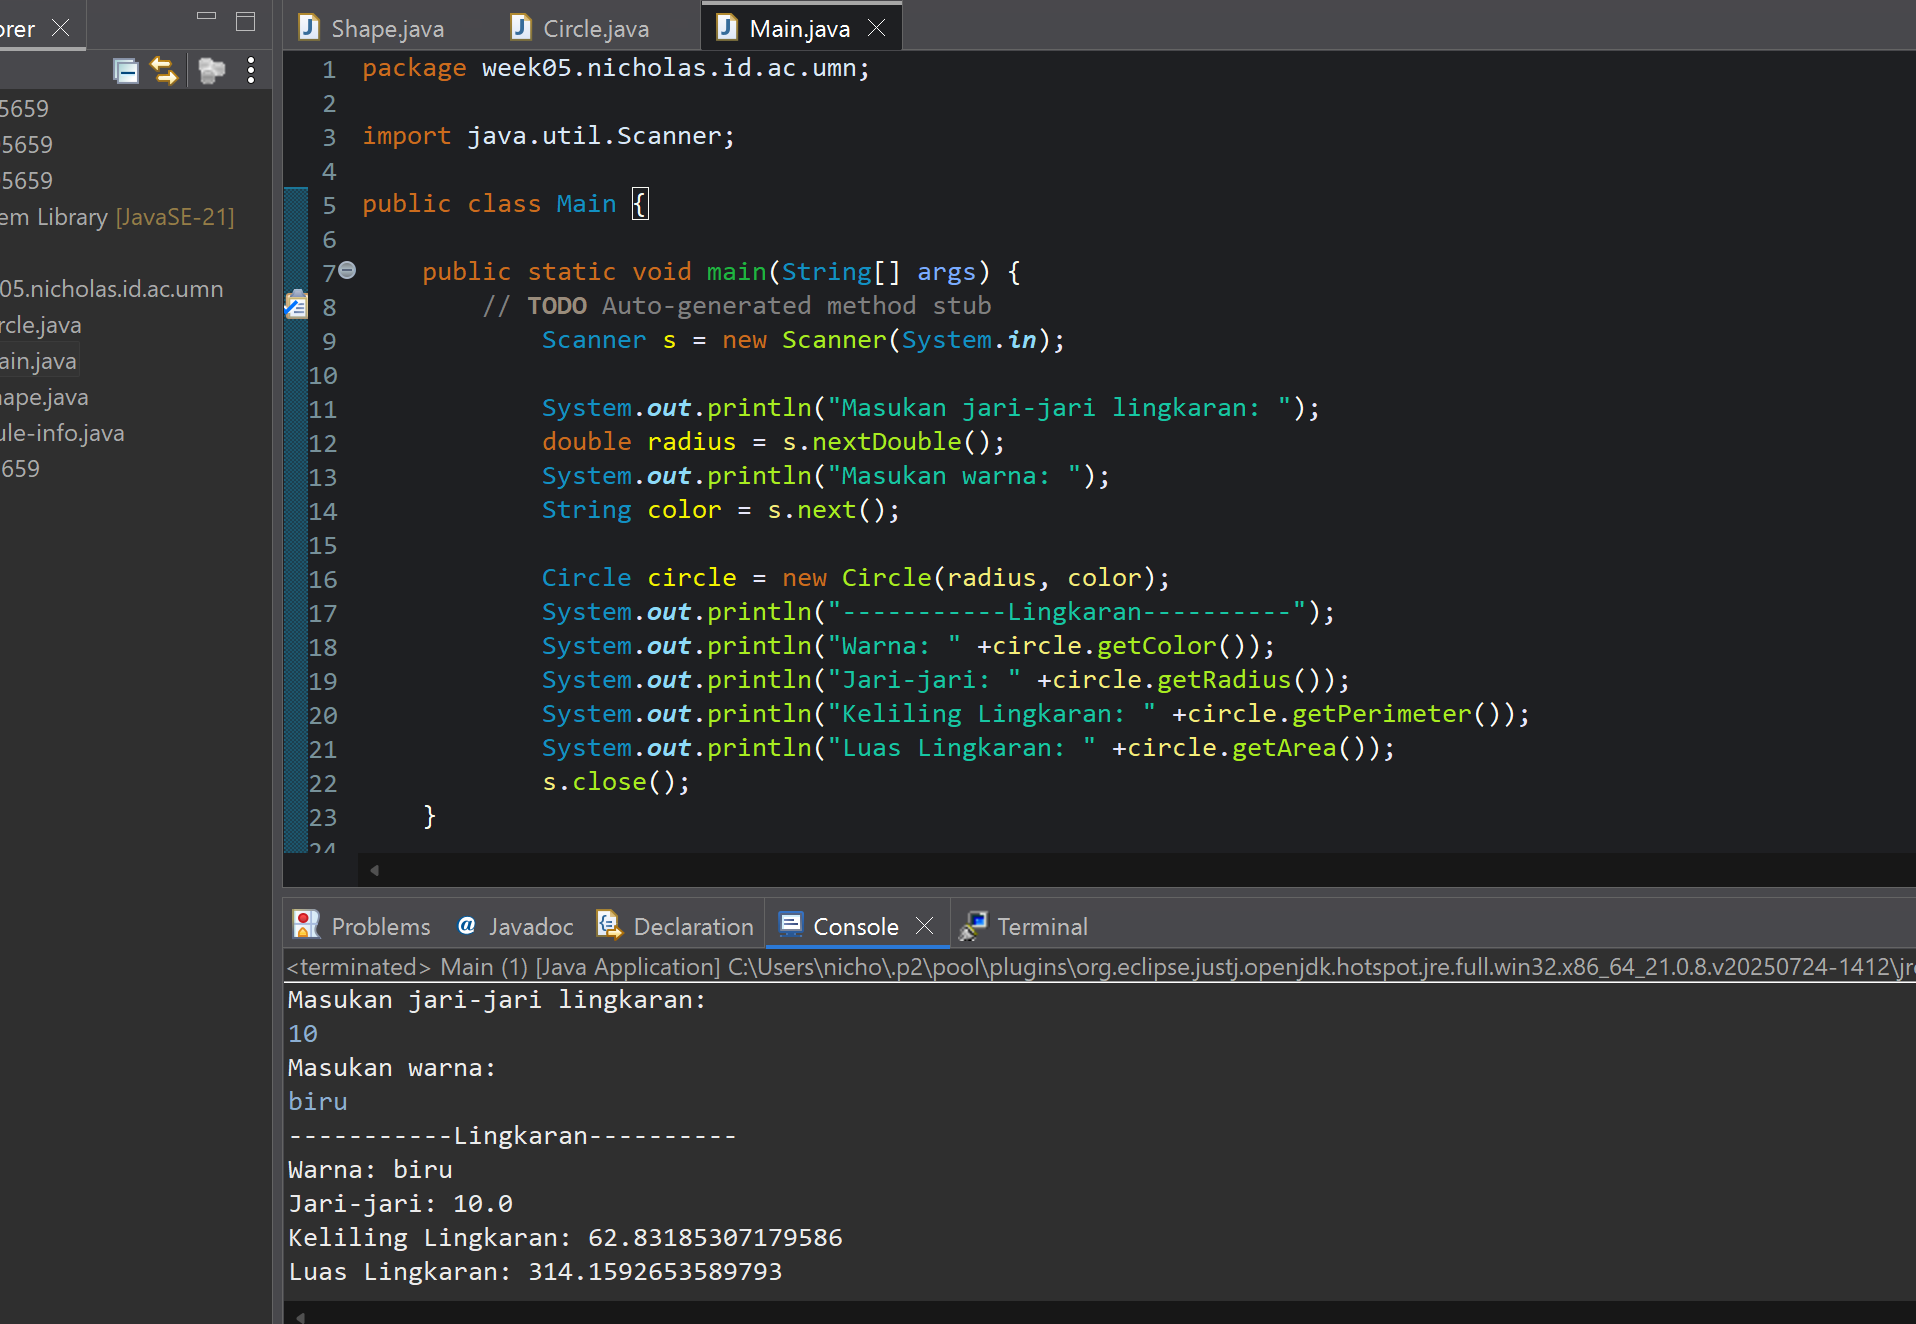 orer
5659
5659
5659
em Library [JavaSE-21]
05.nicholas.id.ac.umn
rcle.java
ain.java
hape.java
ule-info.java
659
Shape.java Circle.java Main.java
1 package week05.nicholas.id.ac.umn;
2
3 import java.util.Scanner;
4
5 public class Main {
6
7 public static void main(String[] args) {
8 // TODO Auto-generated method stub
9 Scanner s = new Scanner(System.in);
10
11 System.out.println("Masukan jari-jari lingkaran: ");
12 double radius = s.nextDouble();
13 System.out.println("Masukan warna: ");
14 String color = s.next();
15
16 Circle circle = new Circle(radius, color);
17 System.out.println("-----------Lingkaran----------");
18 System.out.println("Warna: " +circle.getColor());
19 System.out.println("Jari-jari: " +circle.getRadius());
20 System.out.println("Keliling Lingkaran: " +circle.getPerimeter());
21 System.out.println("Luas Lingkaran: " +circle.getArea());
22 s.close();
23 }
24
Problems Javadoc Declaration Console Terminal
<terminated> Main (1) [Java Application] C:\Users\nicho\.p2\pool\plugins\org.eclipse.justj.openjdk.hotspot.jre.full.win32.x86_64_21.0.8.v20250724-1412\jre
Masukan jari-jari lingkaran:
10
Masukan warna:
biru
-----------Lingkaran----------
Warna: biru
Jari-jari: 10.0
Keliling Lingkaran: 62.83185307179586
Luas Lingkaran: 314.1592653589793